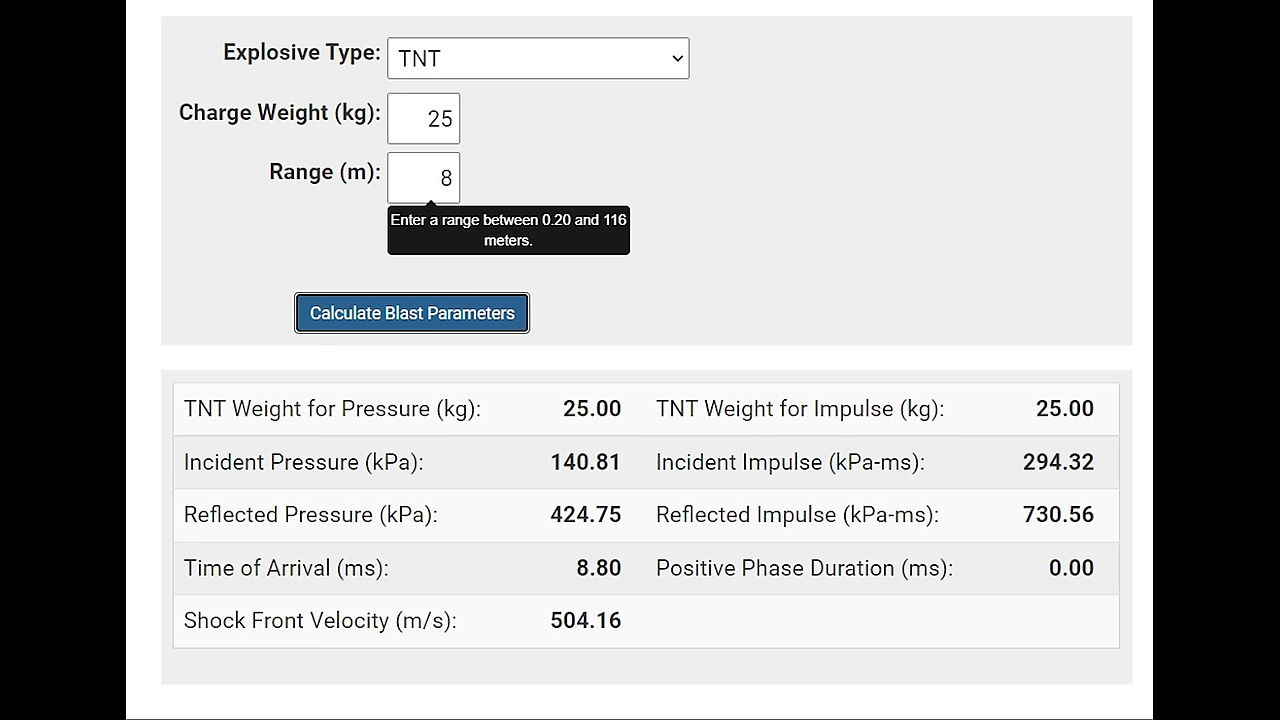 Explosive Type: TNT
Charge Weight (kg): 25
Range (m): 8
Enter a range between 0.20 and 116
meters.
Calculate Blast Parameters
TNT Weight for Pressure (kg): 25.00 TNT Weight for Impulse (kg): 25.00
Incident Pressure (kPa): 140.81 Incident Impulse (kPa-ms): 294.32
Reflected Pressure (kPa): 424.75 Reflected Impulse (kPa-ms): 730.56
Time of Arrival (ms): 8.80 Positive Phase Duration (ms): 0.00
Shock Front Velocity (m/s): 504.16